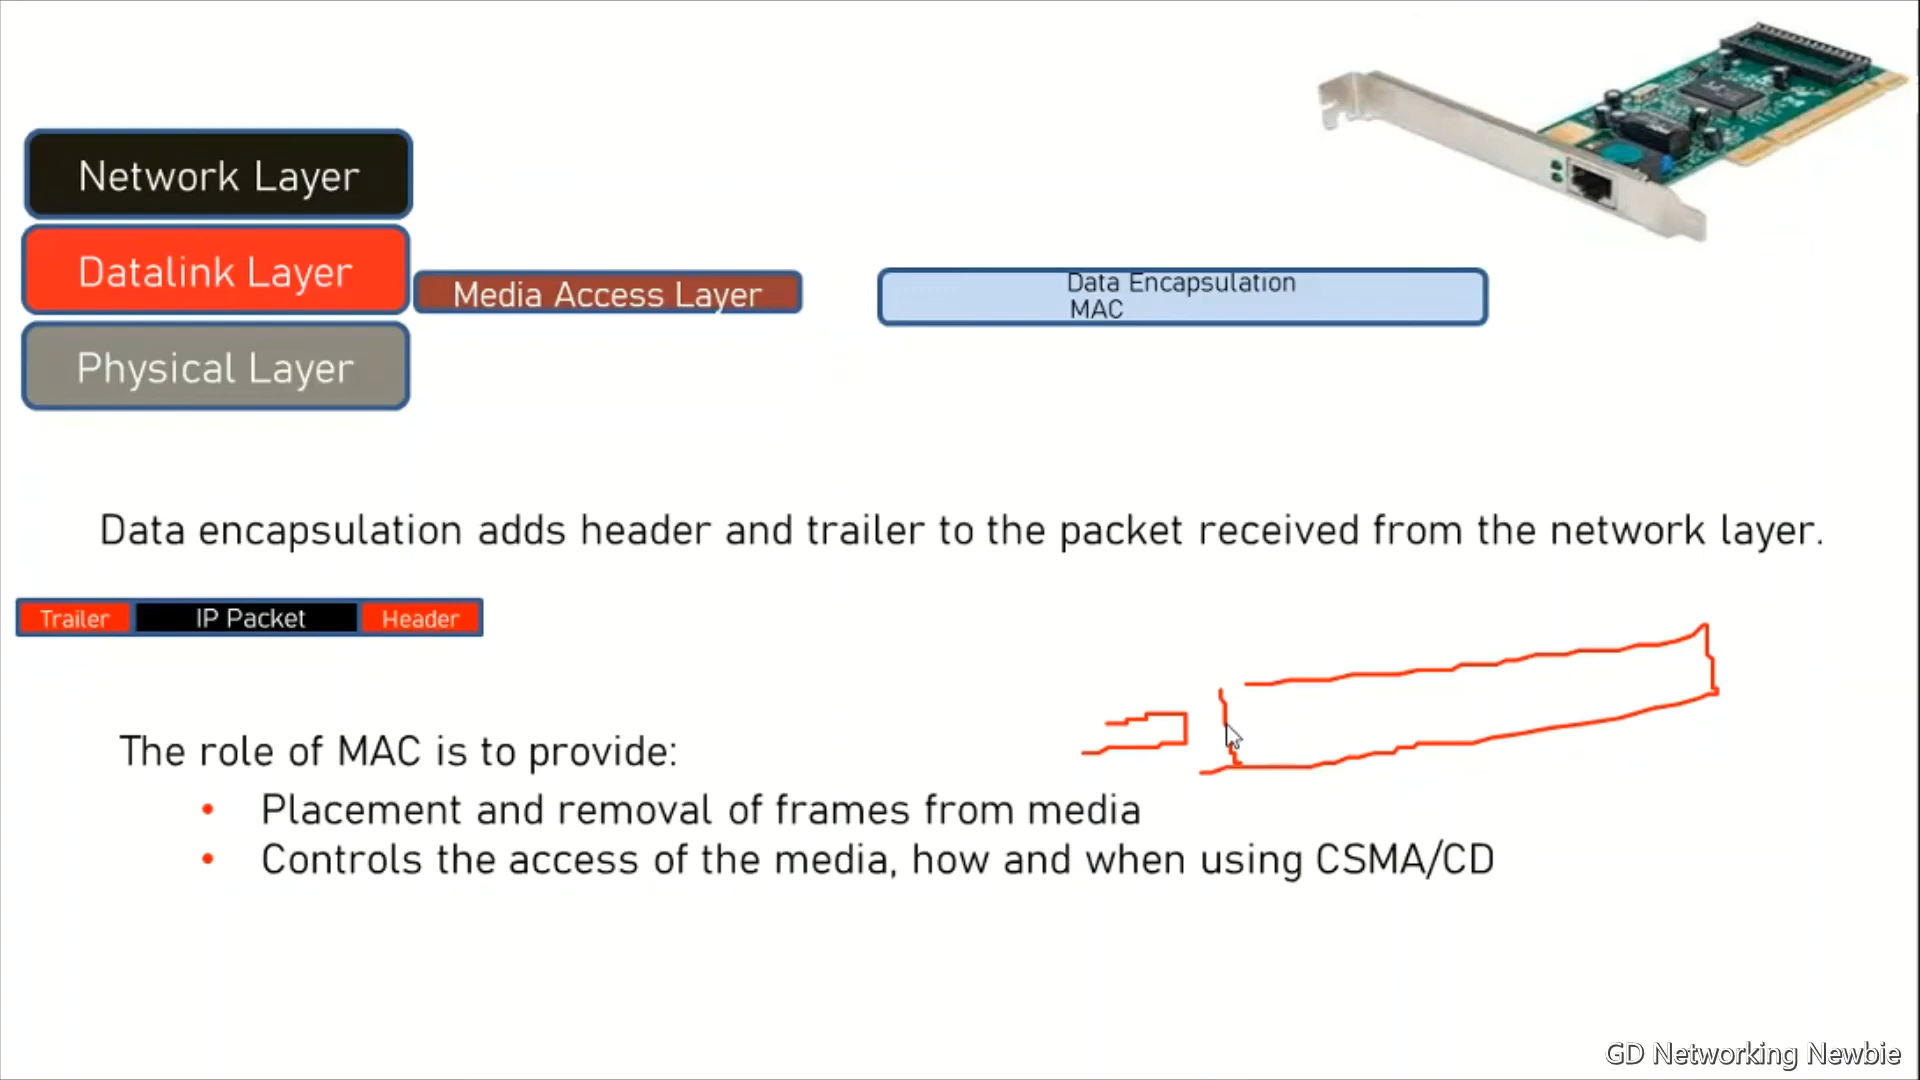 Network Layer
Datalink Layer
Media Access Layer
Data Encapsulation
MAC
Physical Layer
Data encapsulation adds header and trailer to the packet received from the network layer.
Trailer IP Packet Header
The role of MAC is to provide:
• Placement and removal of frames from media
• Controls the access of the media, how and when using CSMA/CD
GD Networking Newbie